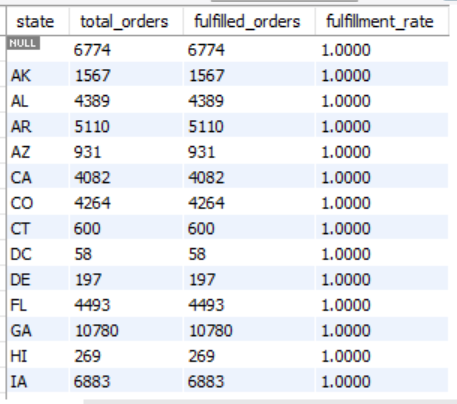 state total_orders fulfilled_orders fulfillment_rate
NULL 6774 6774 1.0000
AK 1567 1567 1.0000
AL 4389 4389 1.0000
AR 5110 5110 1.0000
AZ 931 931 1.0000
CA 4082 4082 1.0000
CO 4264 4264 1.0000
CT 600 600 1.0000
DC 58 58 1.0000
DE 197 197 1.0000
FL 4493 4493 1.0000
GA 10780 10780 1.0000
HI 269 269 1.0000
IA 6883 6883 1.0000